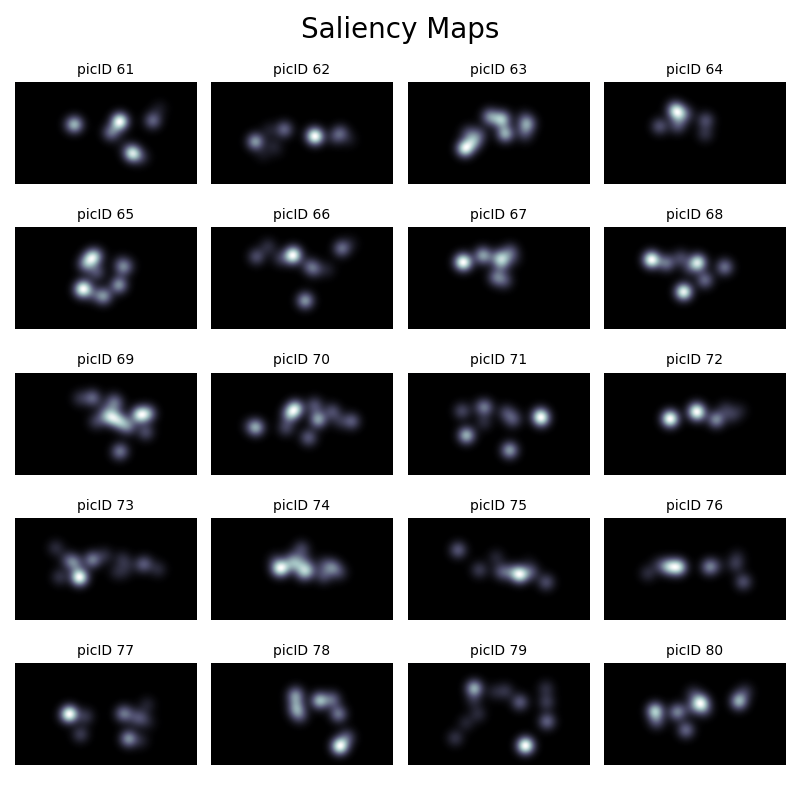 Saliency Maps
picID 61 picID 62 picID 63 picID 64
picID 65 picID 66 picID 67 picID 68
picID 69 picID 70 picID 71 picID 72
picID 73 picID 74 picID 75 picID 76
picID 77 picID 78 picID 79 picID 80